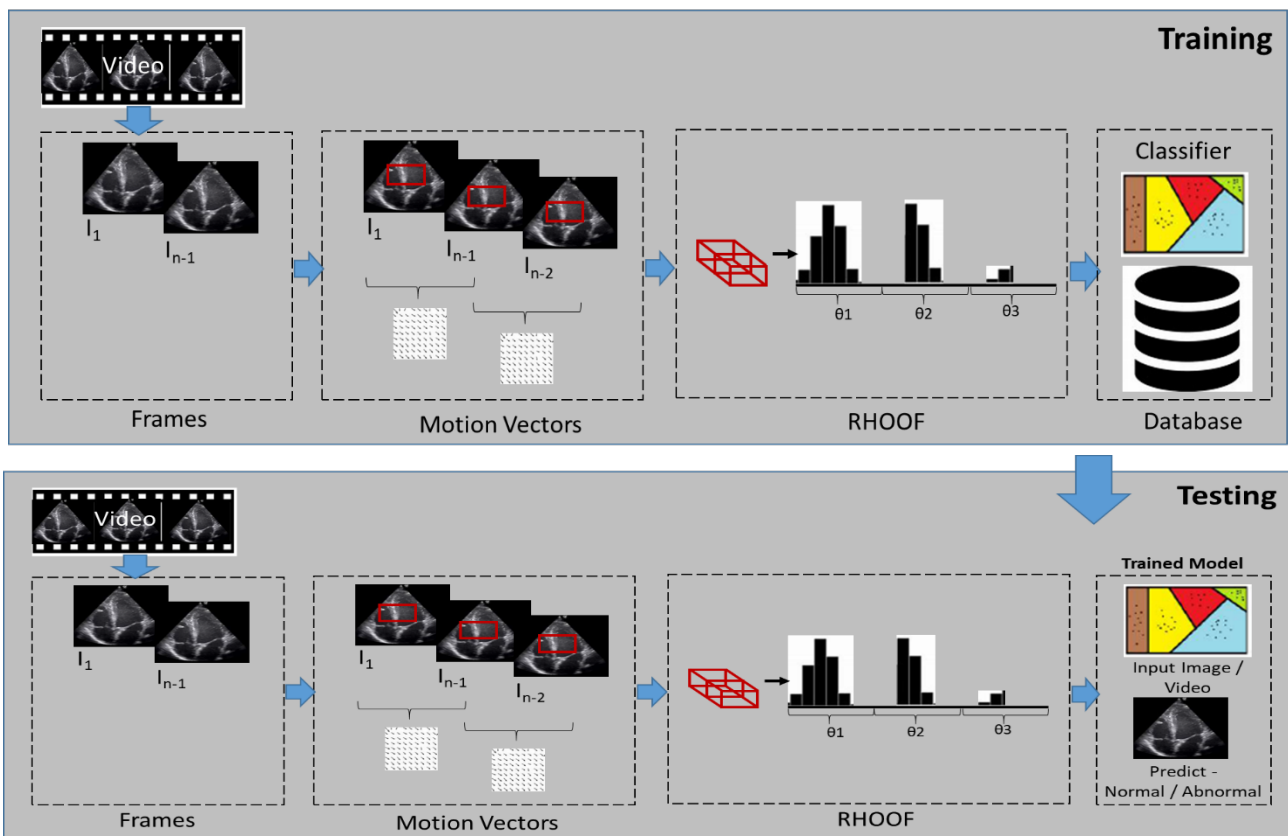 Training
Video
I1
In-1
Frames
I1
In-1
In-2
Motion Vectors
θ1
θ2
θ3
RHOOF
Classifier
Database
Testing
Video
I1
In-1
Frames
I1
In-1
In-2
Motion Vectors
θ1
θ2
θ3
RHOOF
Trained Model
Input Image /
Video
Predict -
Normal / Abnormal